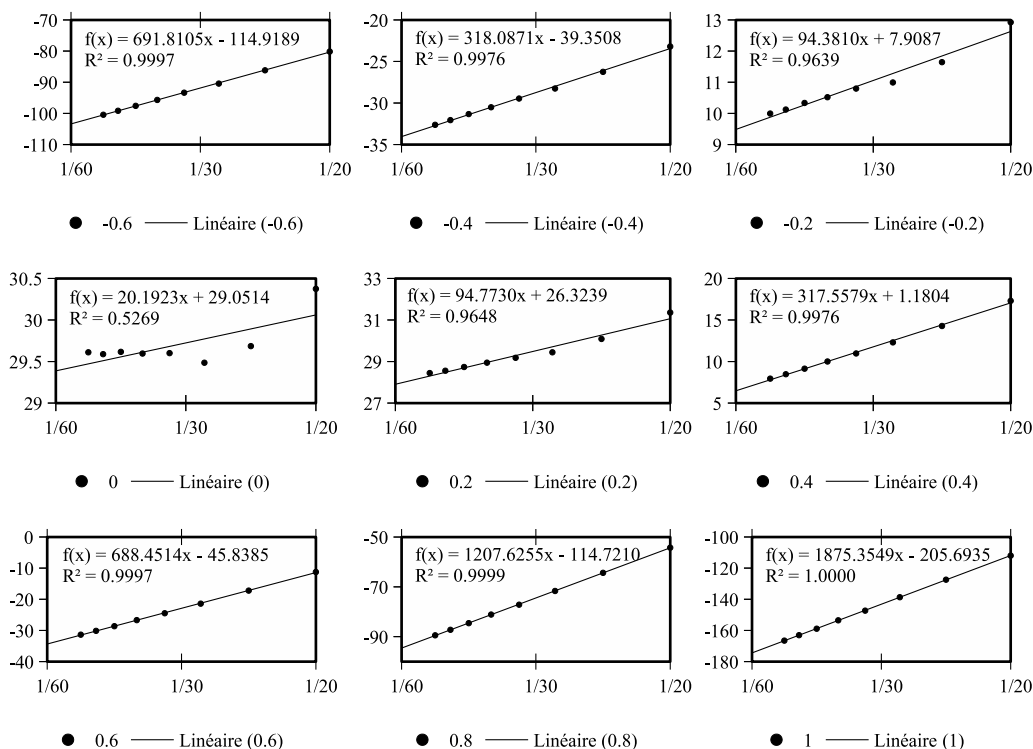 -70
-80
-90
-100
-110
f(x) = 691.8105x - 114.9189
R² = 0.9997
1/60
1/30
1/20
-0.6
Linéaire (-0.6)
-20
-25
-30
-35
f(x) = 318.0871x - 39.3508
R² = 0.9976
1/60
1/30
1/20
-0.4
Linéaire (-0.4)
13
12
11
10
9
f(x) = 94.3810x + 7.9087
R² = 0.9639
1/60
1/30
1/20
-0.2
Linéaire (-0.2)
30.5
30
29.5
29
f(x) = 20.1923x + 29.0514
R² = 0.5269
1/60
1/30
1/20
0
Linéaire (0)
33
31
29
27
f(x) = 94.7730x + 26.3239
R² = 0.9648
1/60
1/30
1/20
0.2
Linéaire (0.2)
20
15
10
5
f(x) = 317.5579x + 1.1804
R² = 0.9976
1/60
1/30
1/20
0.4
Linéaire (0.4)
0
-10
-20
-30
-40
f(x) = 688.4514x - 45.8385
R² = 0.9997
1/60
1/30
1/20
0.6
Linéaire (0.6)
-50
-70
-90
f(x) = 1207.6255x - 114.7210
R² = 0.9999
1/60
1/30
1/20
0.8
Linéaire (0.8)
-100
-120
-140
-160
-180
f(x) = 1875.3549x - 205.6935
R² = 1.0000
1/60
1/30
1/20
1
Linéaire (1)